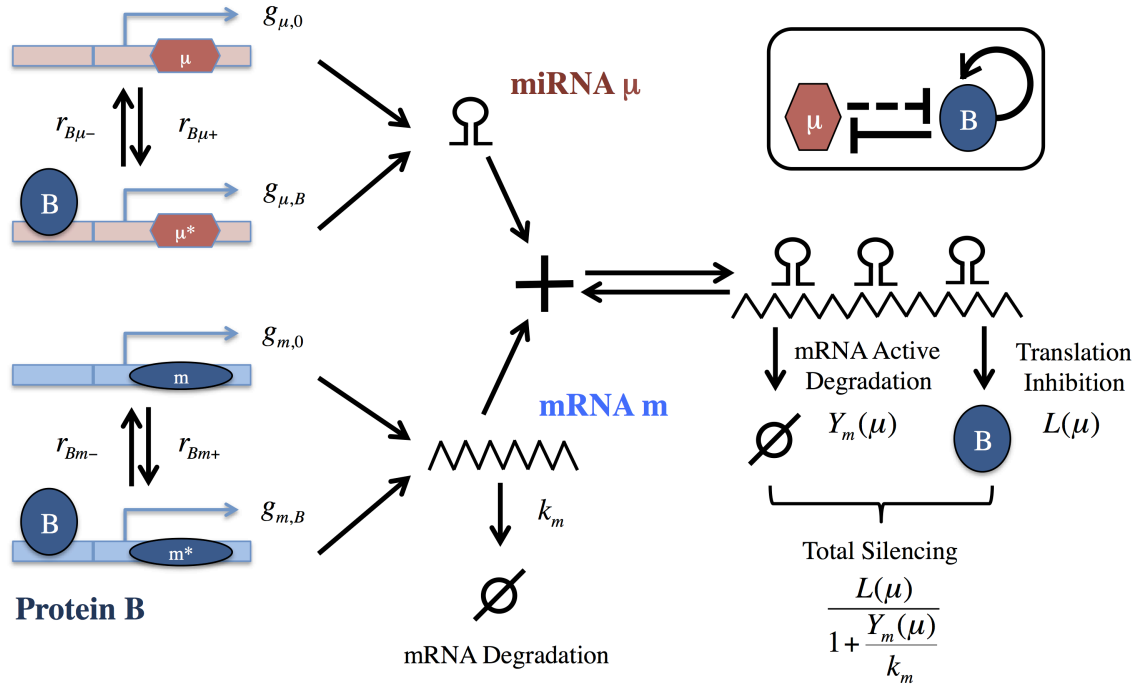 g_{μ,0}
μ
r_{Bμ−}
r_{Bμ+}
g_{μ,B}
B
μ*
g_{m,0}
m
r_{Bm−}
r_{Bm+}
g_{m,B}
B
m*
Protein B
miRNA μ
mRNA m
k_m
mRNA Degradation
μ
B
mRNA Active
Degradation
Y_m(μ)
Translation
Inhibition
L(μ)
B
Total Silencing
L(μ)
1 + Y_m(μ)
k_m